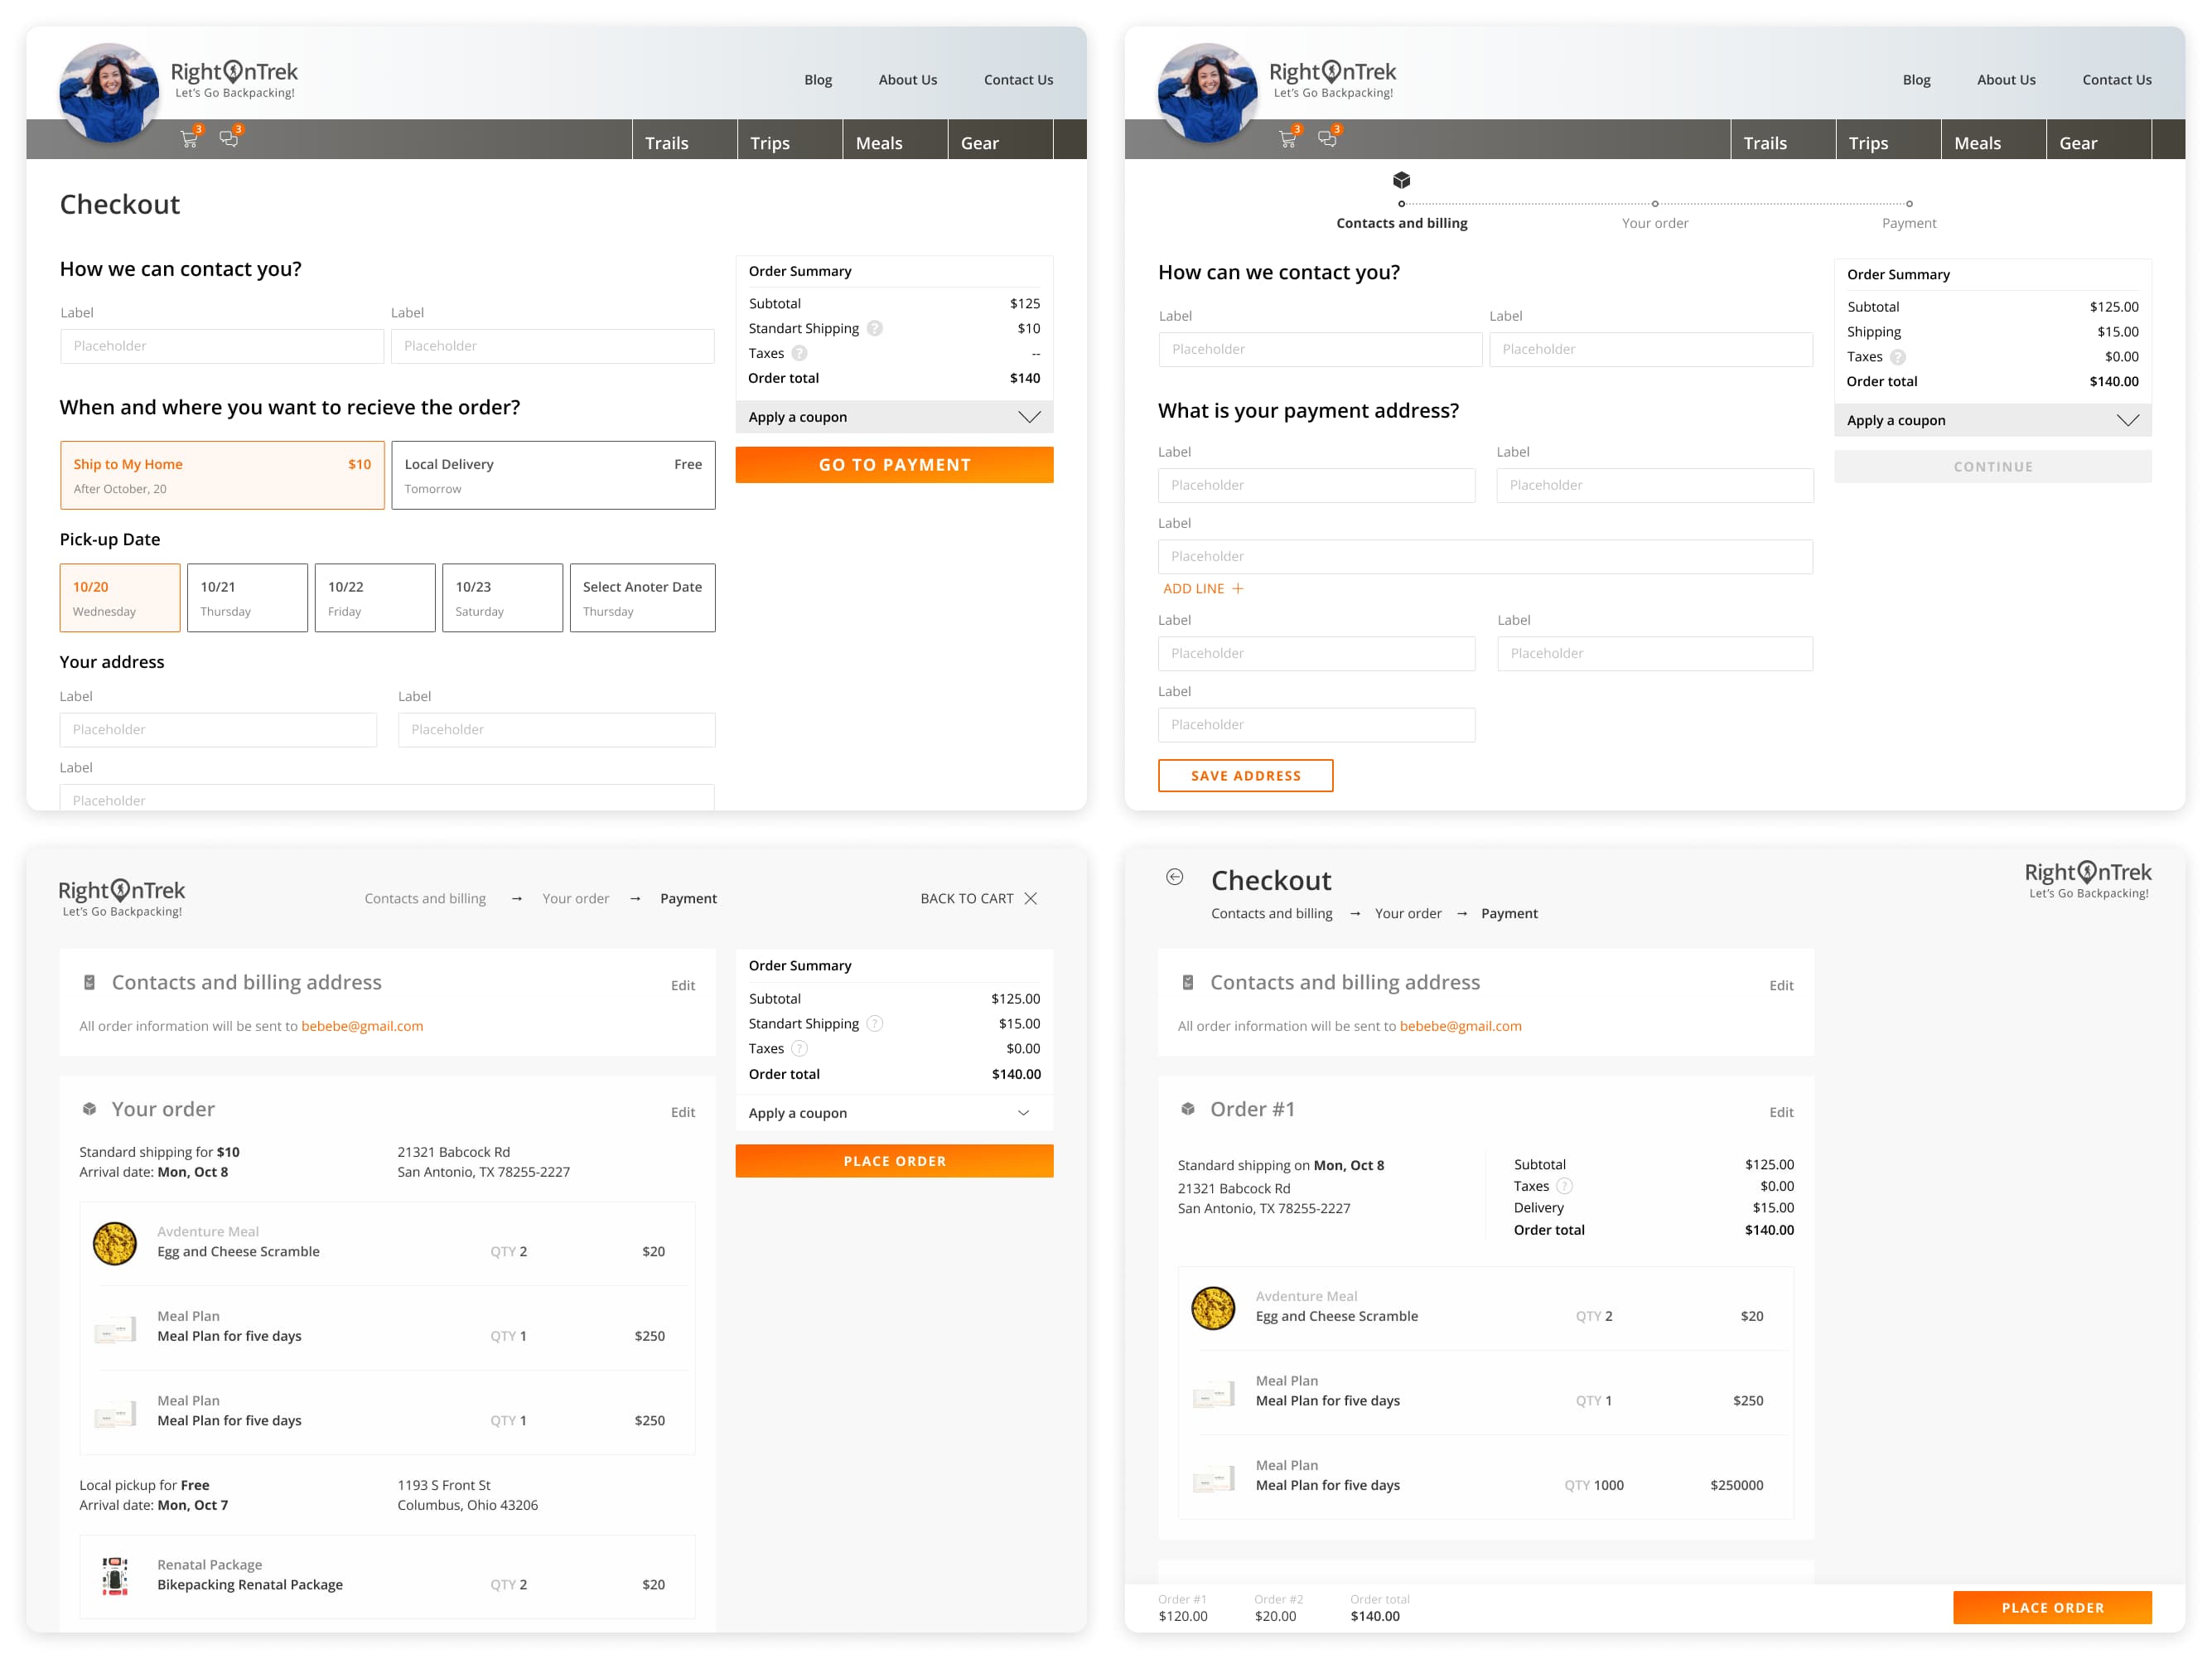 RightOnTrek
Let's Go Backpacking!
Blog About Us Contact Us
3 3
Trails Trips Meals Gear
Checkout
How we can contact you?
Label Label
Placeholder Placeholder
When and where you want to recieve the order?
Ship to My Home $10
After October, 20
Local Delivery Free
Tomorrow
Pick-up Date
10/20
Wednesday
10/21
Thursday
10/22
Friday
10/23
Saturday
Select Anoter Date
Thursday
Your address
Label Label
Placeholder Placeholder
Label
Placeholder
Order Summary
Subtotal $125
Standart Shipping ? $10
Taxes ? --
Order total $140
Apply a coupon
GO TO PAYMENT
RightOnTrek
Let's Go Backpacking!
Blog About Us Contact Us
3 3
Trails Trips Meals Gear
Contacts and billing Your order Payment
How can we contact you?
Label Label
Placeholder Placeholder
What is your payment address?
Label Label
Placeholder Placeholder
Label
Placeholder
ADD LINE +
Label Label
Placeholder Placeholder
Label
Placeholder
SAVE ADDRESS
Order Summary
Subtotal $125.00
Shipping $15.00
Taxes ? $0.00
Order total $140.00
Apply a coupon
CONTINUE
RightOnTrek
Let's Go Backpacking!
Contacts and billing → Your order → Payment
BACK TO CART
Contacts and billing address Edit
All order information will be sent to bebebe@gmail.com
Your order Edit
Standard shipping for $10
Arrival date: Mon, Oct 8
21321 Babcock Rd
San Antonio, TX 78255-2227
Avdenture Meal
Egg and Cheese Scramble QTY 2 $20
Meal Plan
Meal Plan for five days QTY 1 $250
Meal Plan
Meal Plan for five days QTY 1 $250
Local pickup for Free
Arrival date: Mon, Oct 7
1193 S Front St
Columbus, Ohio 43206
Renatal Package
Bikepacking Renatal Package QTY 2 $20
Order Summary
Subtotal $125.00
Standart Shipping ? $15.00
Taxes ? $0.00
Order total $140.00
Apply a coupon
PLACE ORDER
Checkout
Contacts and billing → Your order → Payment
RightOnTrek
Let's Go Backpacking!
Contacts and billing address Edit
All order information will be sent to bebebe@gmail.com
Order #1 Edit
Standard shipping on Mon, Oct 8
21321 Babcock Rd
San Antonio, TX 78255-2227
Subtotal $125.00
Taxes ? $0.00
Delivery $15.00
Order total $140.00
Avdenture Meal
Egg and Cheese Scramble QTY 2 $20
Meal Plan
Meal Plan for five days QTY 1 $250
Meal Plan
Meal Plan for five days QTY 1000 $250000
Order #1 Order #2 Order total
$120.00 $20.00 $140.00
PLACE ORDER